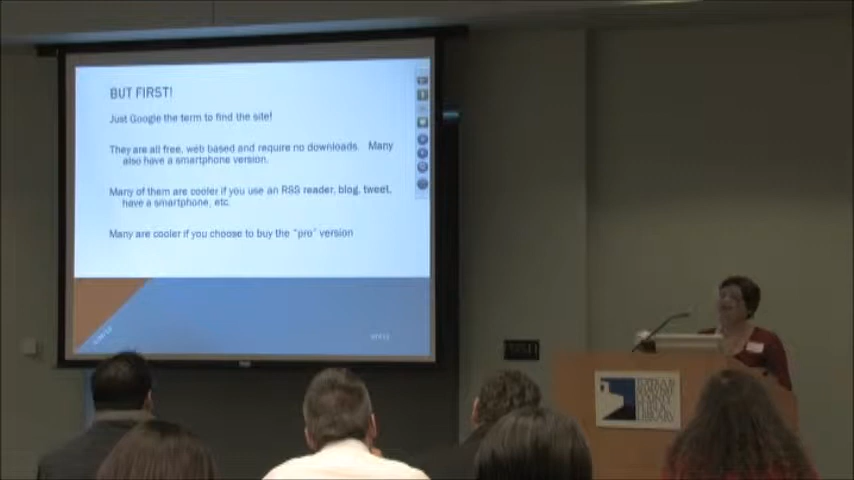 BUT FIRST!
Just Google the term to find the site!
They are all free, web based and require no downloads. Many
also have a smartphone version.
Many of them are cooler if you use an RSS reader, blog, tweet,
have a smartphone, etc.
Many are cooler if you choose to buy the "pro" version
COUNTY
LIBRARY